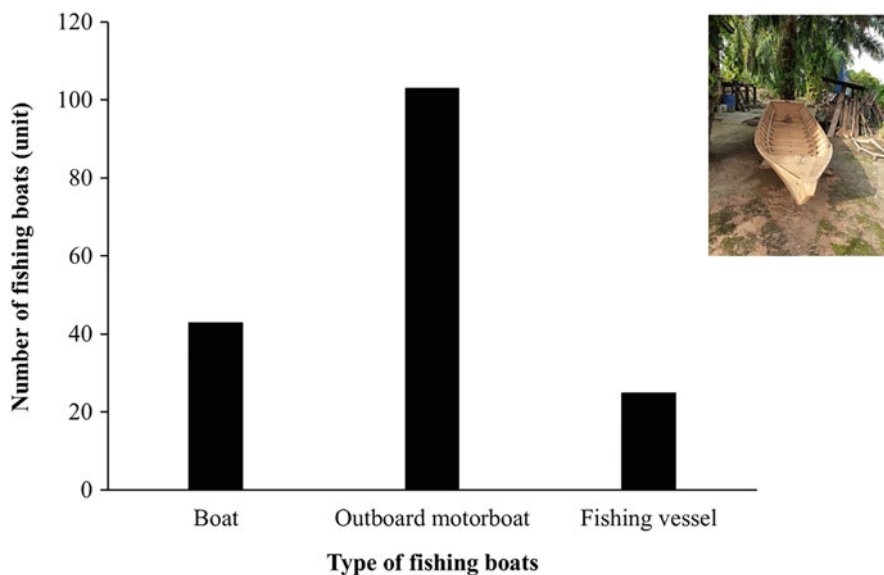 120
100
80
60
40
20
0
Number of fishing boats (unit)
Boat
Outboard motorboat
Fishing vessel
Type of fishing boats